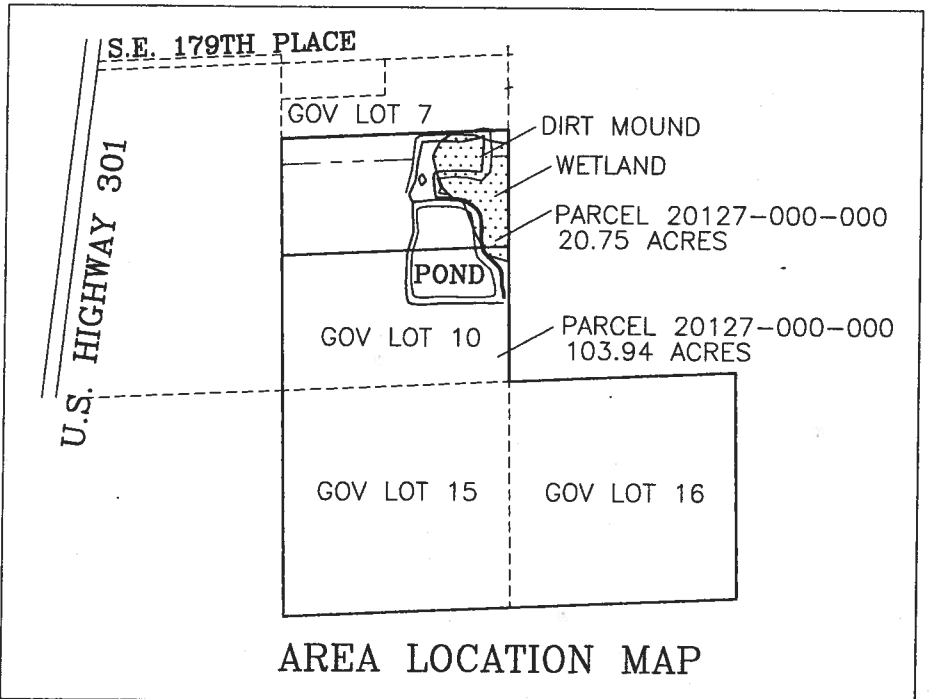 S.E. 179TH PLACE
U.S. HIGHWAY 301
GOV LOT 7
DIRT MOUND
WETLAND
PARCEL 20127-000-000
20.75 ACRES
POND
GOV LOT 10
PARCEL 20127-000-000
103.94 ACRES
GOV LOT 15
GOV LOT 16
AREA LOCATION MAP